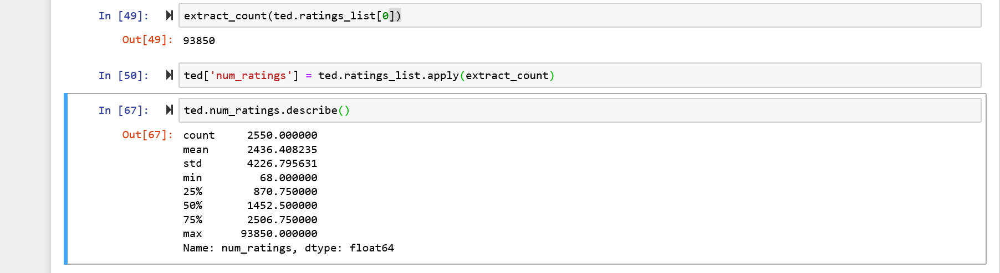 In [49]: extract_count(ted.ratings_list[0])
Out[49]: 93850
In [50]: ted['num_ratings'] = ted.ratings_list.apply(extract_count)
In [67]: ted.num_ratings.describe()
Out[67]: count     2550.000000
mean      2436.408235
std       4226.795631
min         68.000000
25%        870.750000
50%       1452.500000
75%       2506.750000
max      93850.000000
Name: num_ratings, dtype: float64